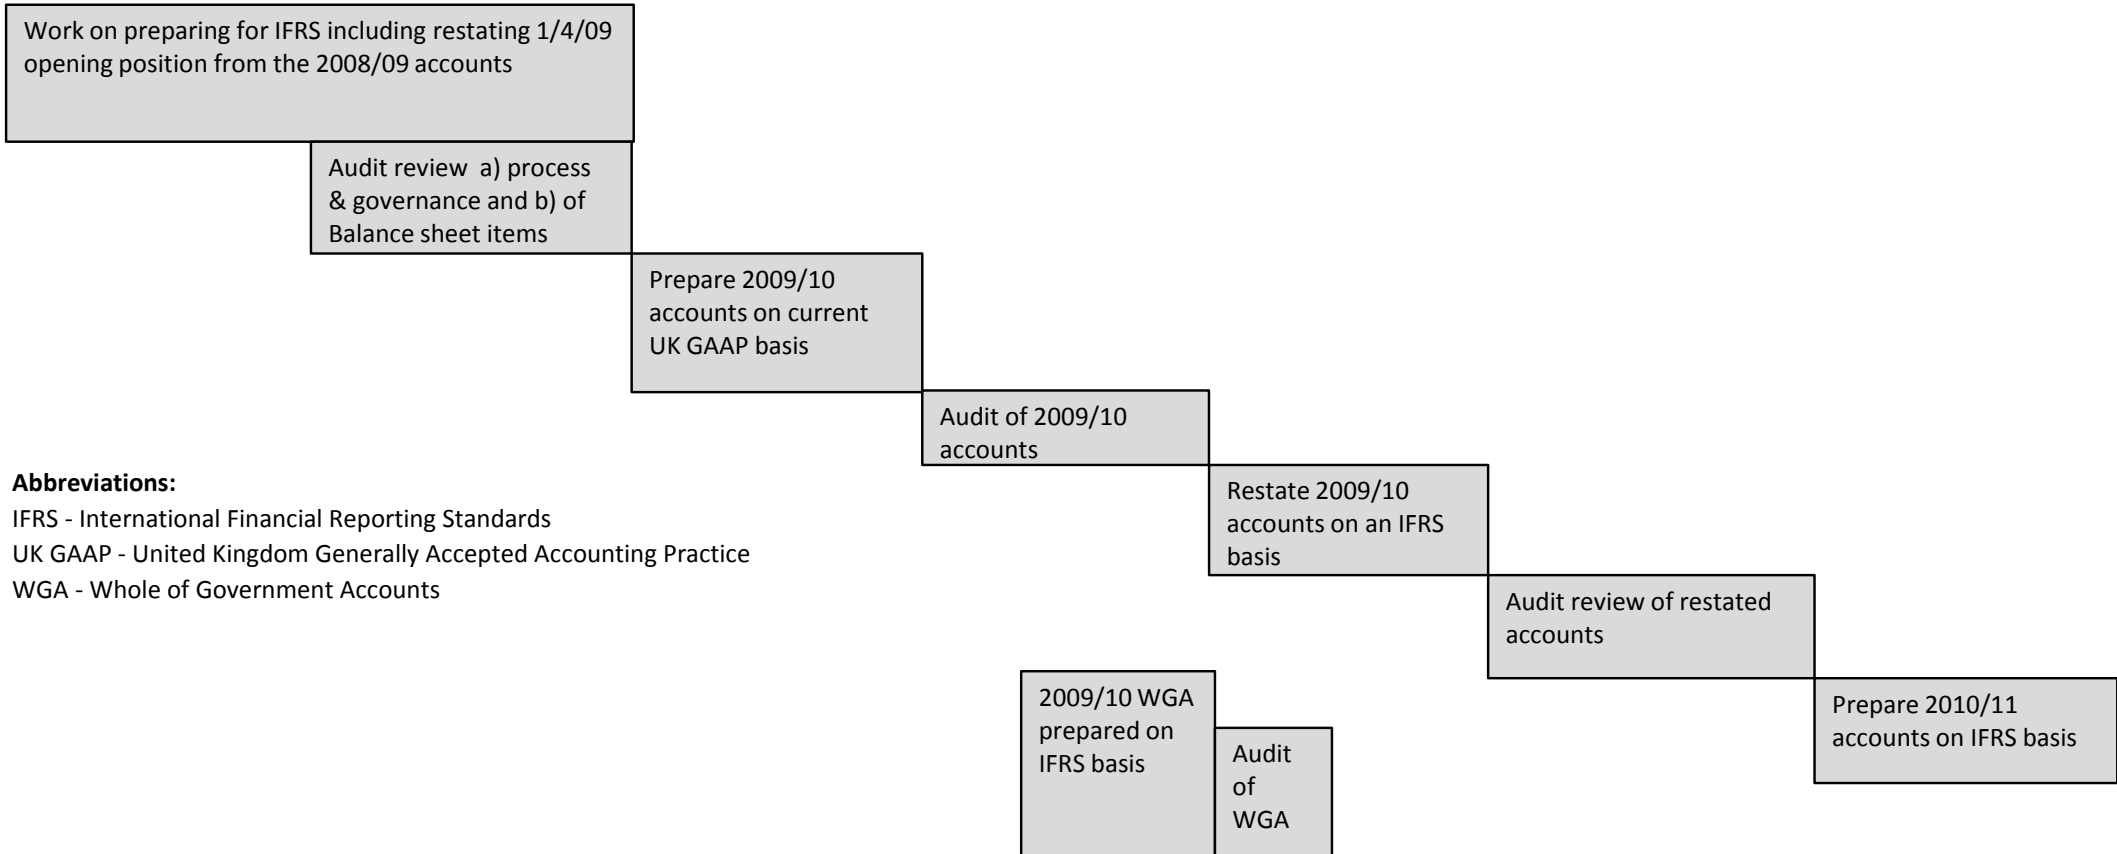 Work on preparing for IFRS including restating 1/4/09
opening position from the 2008/09 accounts
Audit review  a) process
& governance and b) of
Balance sheet items
Prepare 2009/10
accounts on current
UK GAAP basis
Audit of 2009/10
accounts
Restate 2009/10
accounts on an IFRS
basis
Audit review of restated
accounts
Prepare 2010/11
accounts on IFRS basis
2009/10 WGA
prepared on
IFRS basis
Audit
of
WGA
Abbreviations:
IFRS - International Financial Reporting Standards
UK GAAP - United Kingdom Generally Accepted Accounting Practice
WGA - Whole of Government Accounts